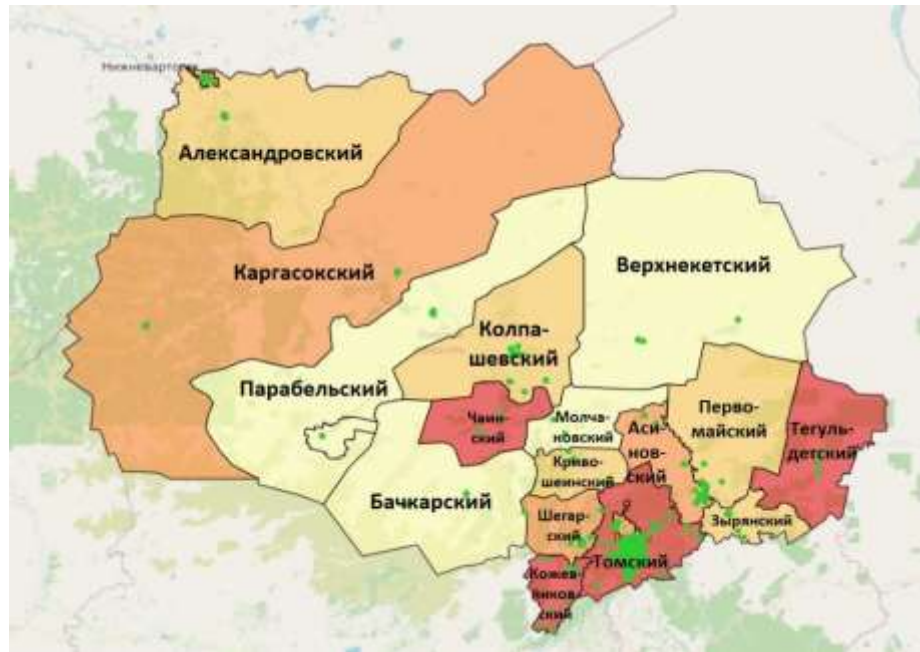 Александровский
Каргасокский
Верхнекетский
Колпа-
шевский
Парабельский
Чаин-
ский
Молча-
новский
Аси-
нов-
ский
Перво-
майский
Тегуль-
детский
Бачкарский
Криво-
шеинский
Шегар-
ский
Зырянский
Томский
Кожев-
ников-
ский